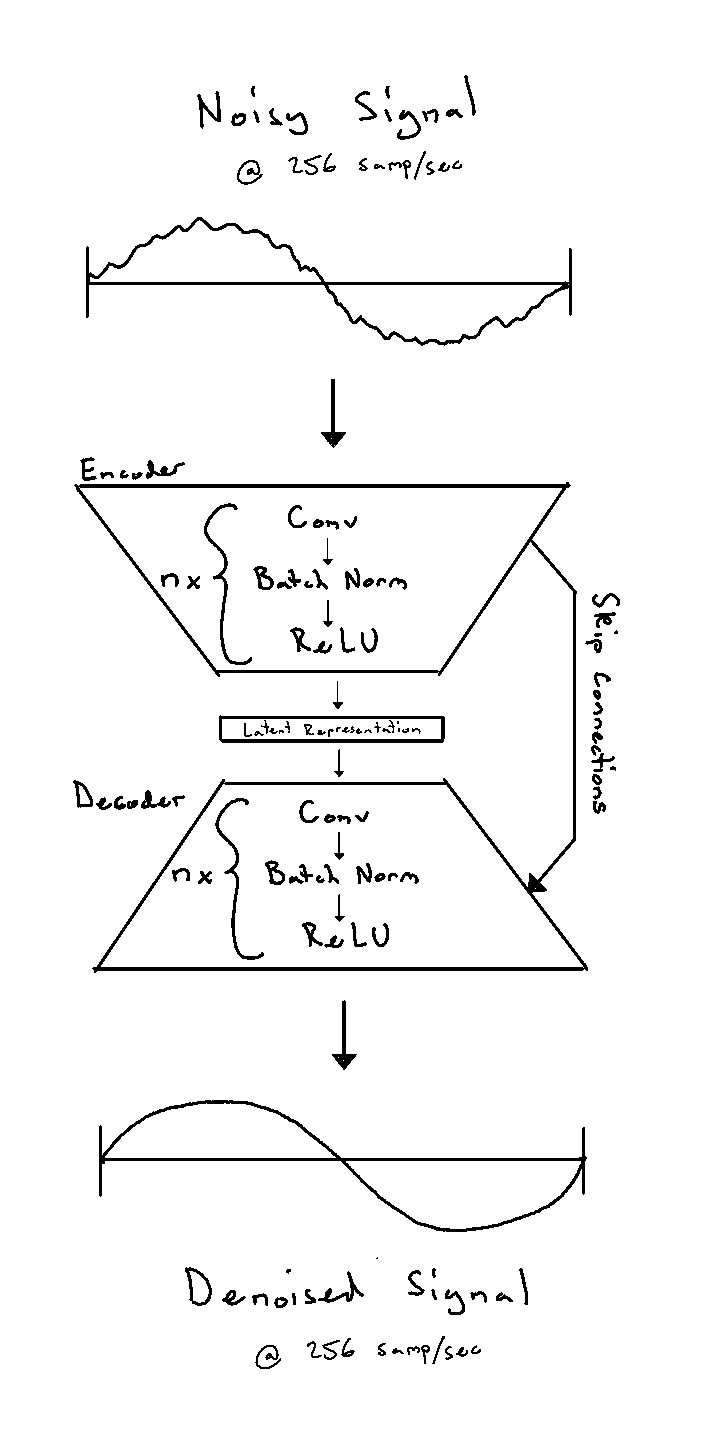 Noisy Signal
@ 256 samp/sec
Encoder
Conv
nx
Batch Norm
ReLU
Skip Connections
Latent Representation
Decoder
Conv
nx
Batch Norm
ReLU
Denoised Signal
@ 256 samp/sec